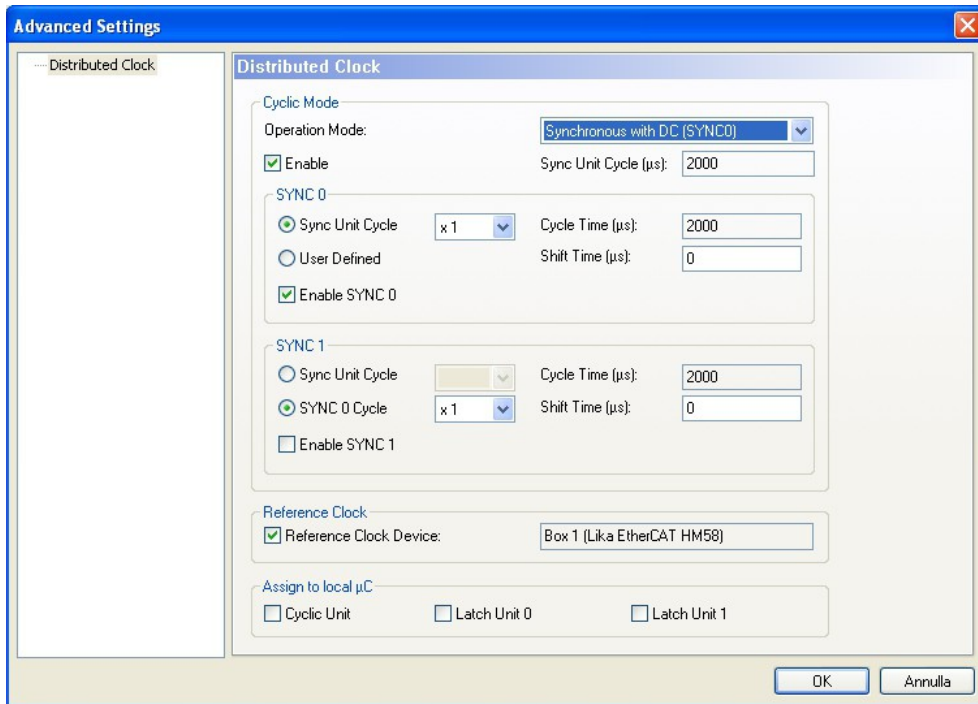 Advanced Settings
Distributed Clock
Distributed Clock
Cyclic Mode
Operation Mode: Synchronous with DC (SYNC0)
Enable Sync Unit Cycle (µs): 2000
SYNC 0
Sync Unit Cycle x 1 Cycle Time (µs): 2000
User Defined Shift Time (µs): 0
Enable SYNC 0
SYNC 1
Sync Unit Cycle Cycle Time (µs): 2000
SYNC 0 Cycle x 1 Shift Time (µs): 0
Enable SYNC 1
Reference Clock
Reference Clock Device: Box 1 (Lika EtherCAT HM58)
Assign to local µC
Cyclic Unit Latch Unit 0 Latch Unit 1
OK Annulla